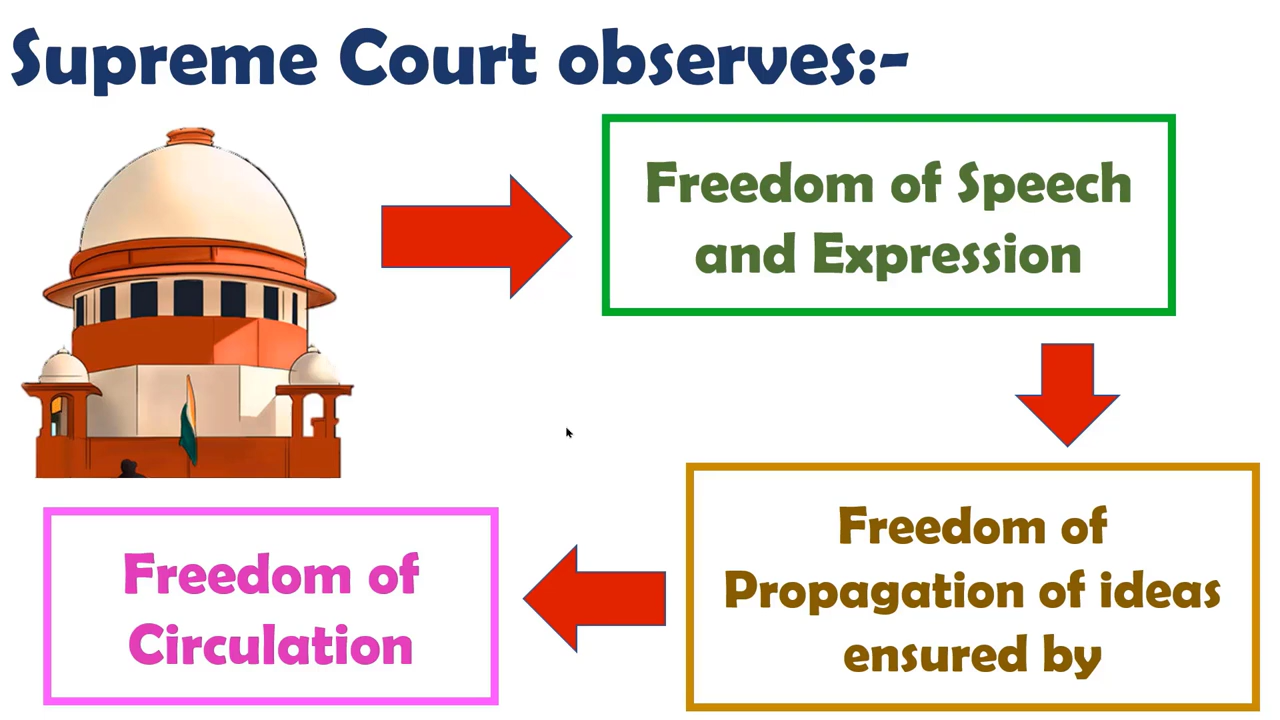 Supreme Court observes:-
Freedom of Speech
and Expression
Freedom of
Propagation of ideas
ensured by
Freedom of
Circulation